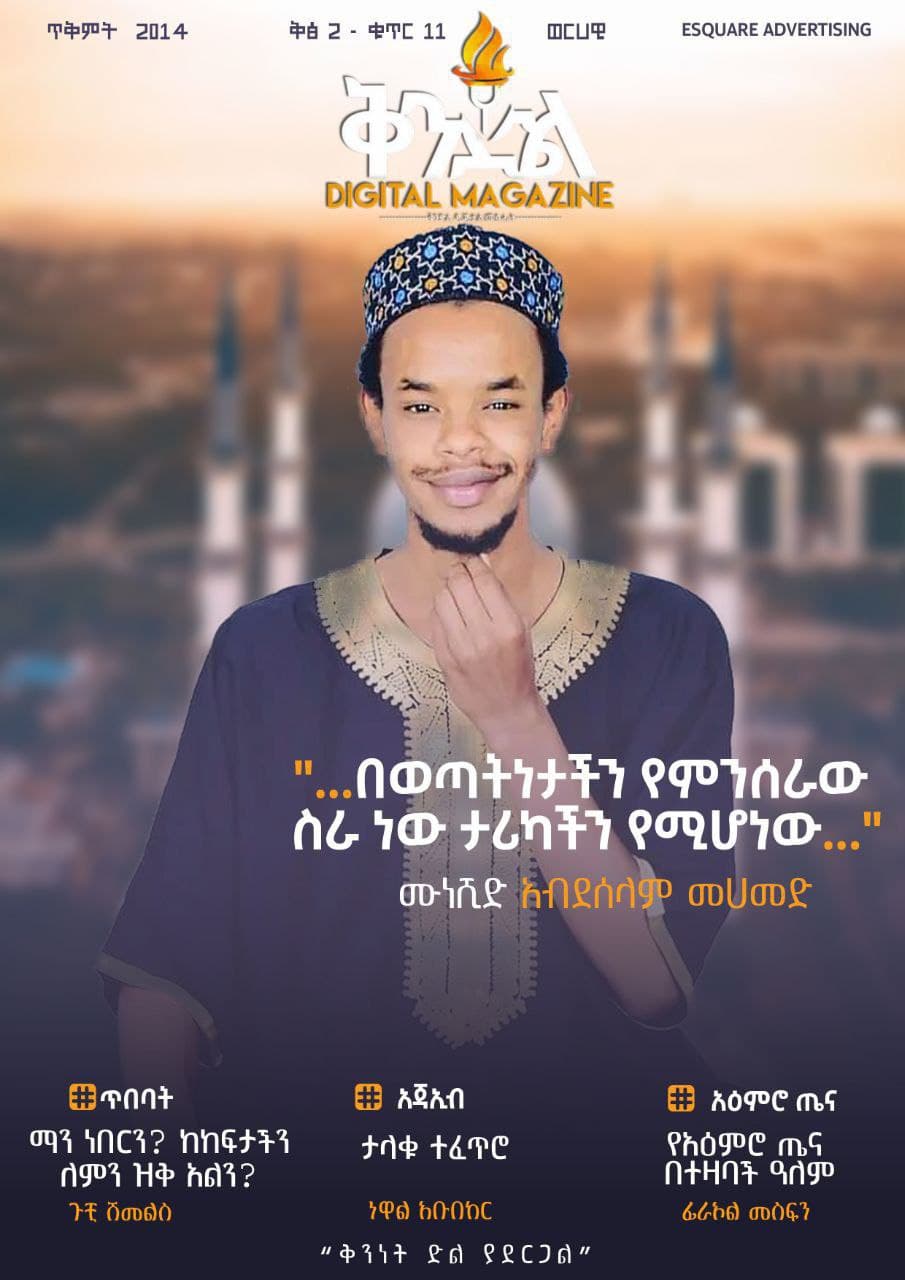 ጥቅምት 2014
ቅፅ 2 - ቁጥር 11
ወርሀዊ
ESQUARE ADVERTISING
ቅንድል
DIGITAL MAGAZINE
"...በወጣትነታችን የምንሰራው
ስራ ነው ታሪካችን የሚሆነው..."
ሙነሺድ አብደሰላም መሀመድ
# ጥበባት
ማን ነበርን? ከከፍታችን
ለምን ዝቅ አልን?
ጉቺ ሽመልስ
# አጃኢብ
ታላቁ ተፈጥሮ
ነዋል አቡበከር
# አዕምሮ ጤና
የአዕምሮ ጤና
በተዛባች ዓለም
ፊራኦል መስፍን
“ቅንነት ድል ያደርጋል”